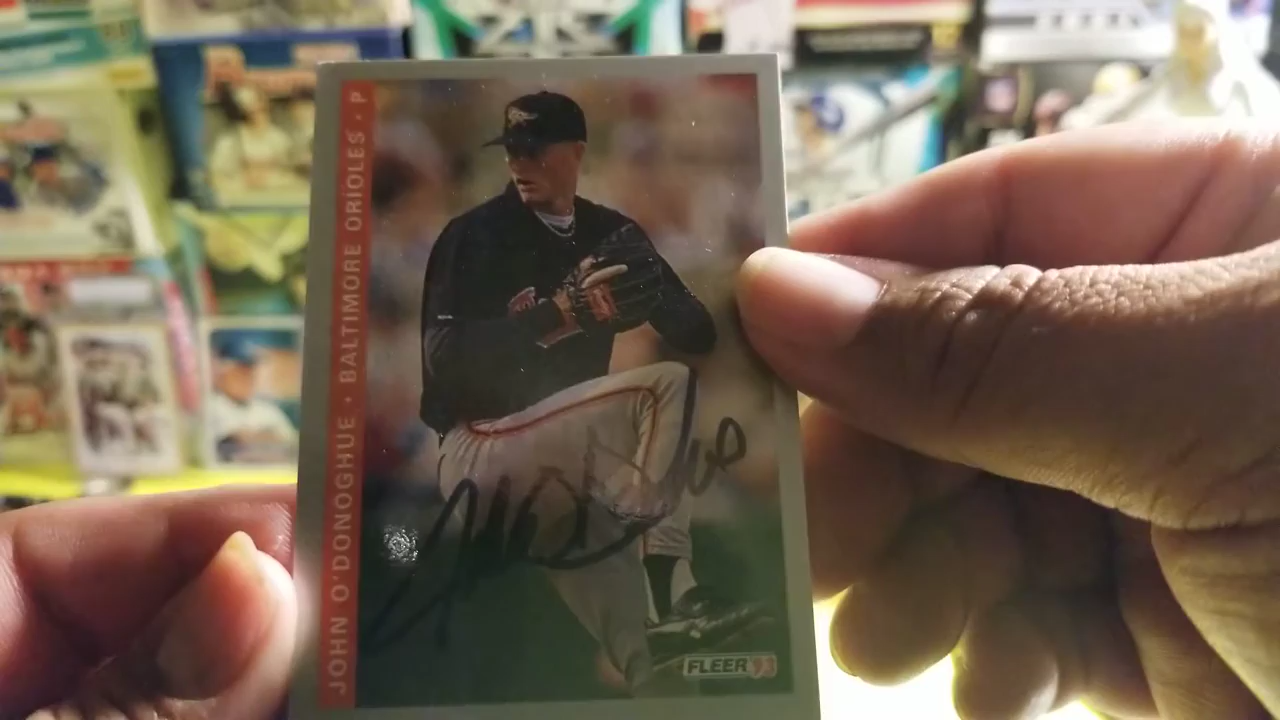 JOHN O'DONOGHUE • BALTIMORE ORIOLES • P
FLEER '93